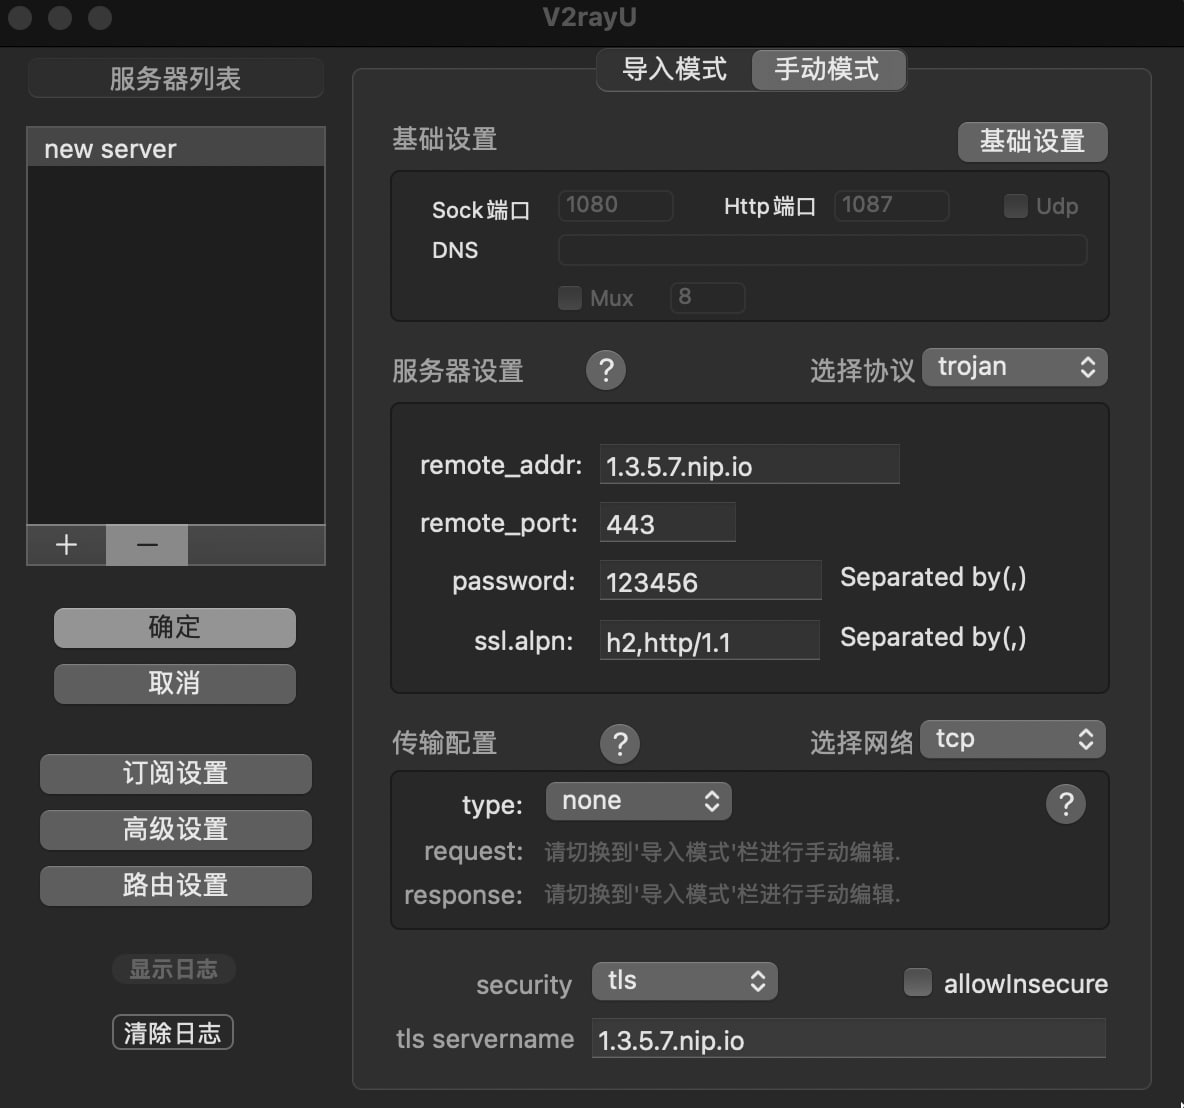 V2rayU
服务器列表
导入模式 手动模式
new server
基础设置 基础设置
Sock端口 1080 Http端口 1087 Udp
DNS
Mux 8
服务器设置 ? 选择协议 trojan
remote_addr: 1.3.5.7.nip.io
remote_port: 443
password: 123456 Separated by(,)
ssl.alpn: h2,http/1.1 Separated by(,)
+ −
确定
取消
订阅设置
高级设置
路由设置
显示日志
清除日志
传输配置 ? 选择网络 tcp
type: none ?
request: 请切换到'导入模式'栏进行手动编辑.
response: 请切换到'导入模式'栏进行手动编辑.
security tls allowInsecure
tls servername 1.3.5.7.nip.io